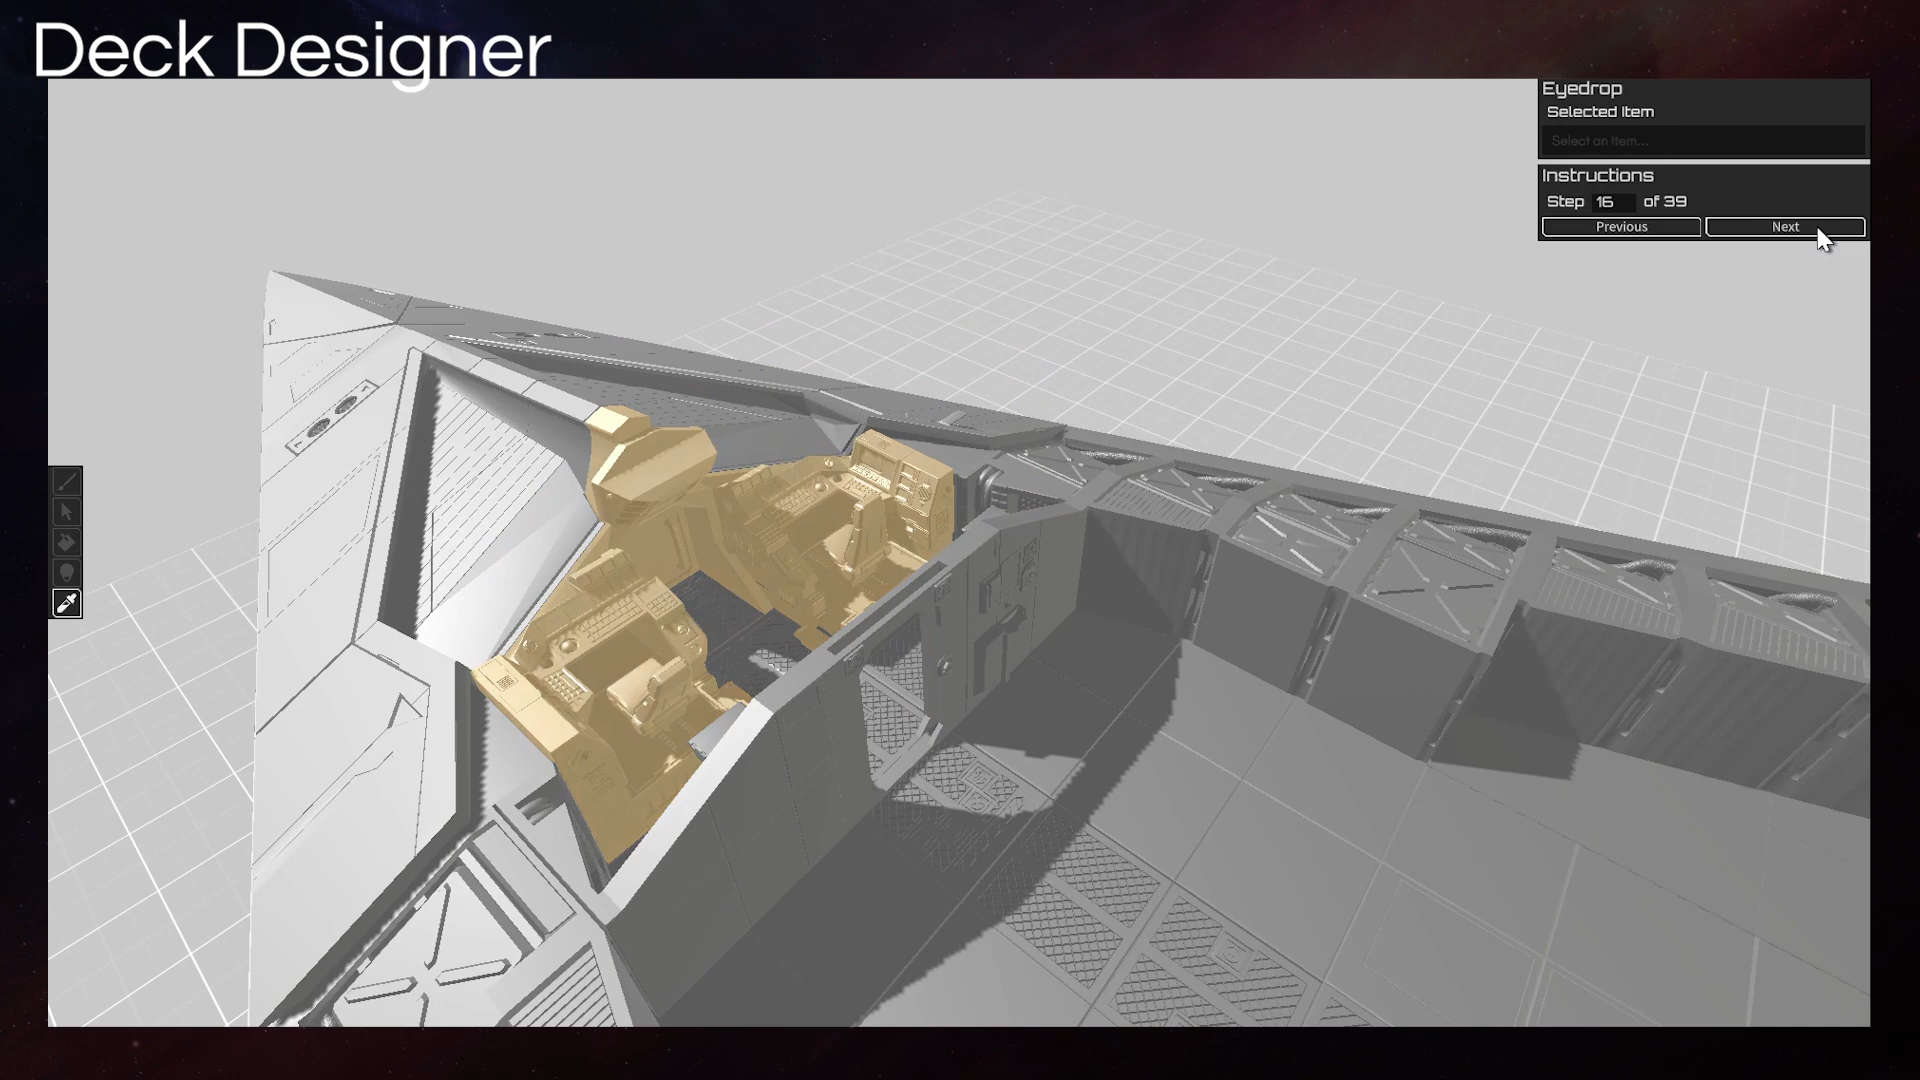 Deck Designer
Eyedrop
Selected Item
Select an item...
Instructions
Step 16 of 39
Previous Next